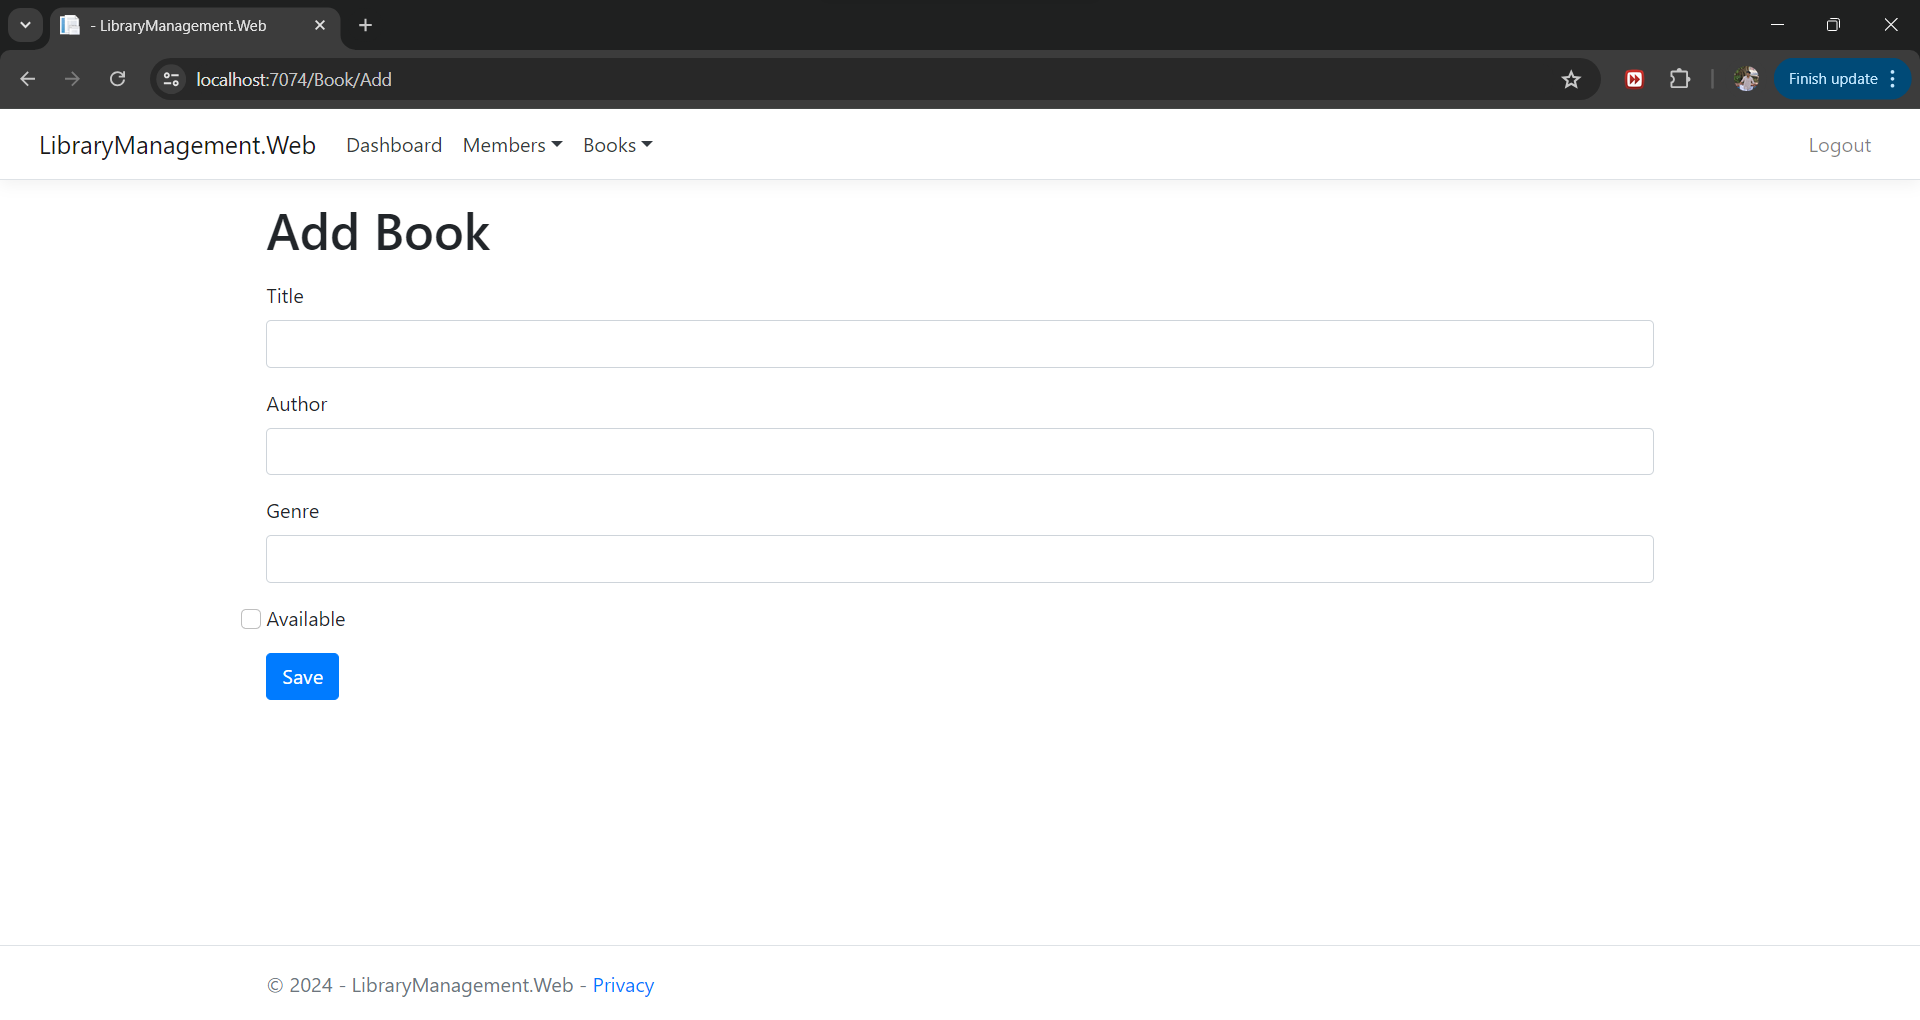 - LibraryManagement.Web
localhost:7074/Book/Add
Finish update
LibraryManagement.Web Dashboard Members Books Logout
Add Book
Title
Author
Genre
Available
Save
© 2024 - LibraryManagement.Web - Privacy